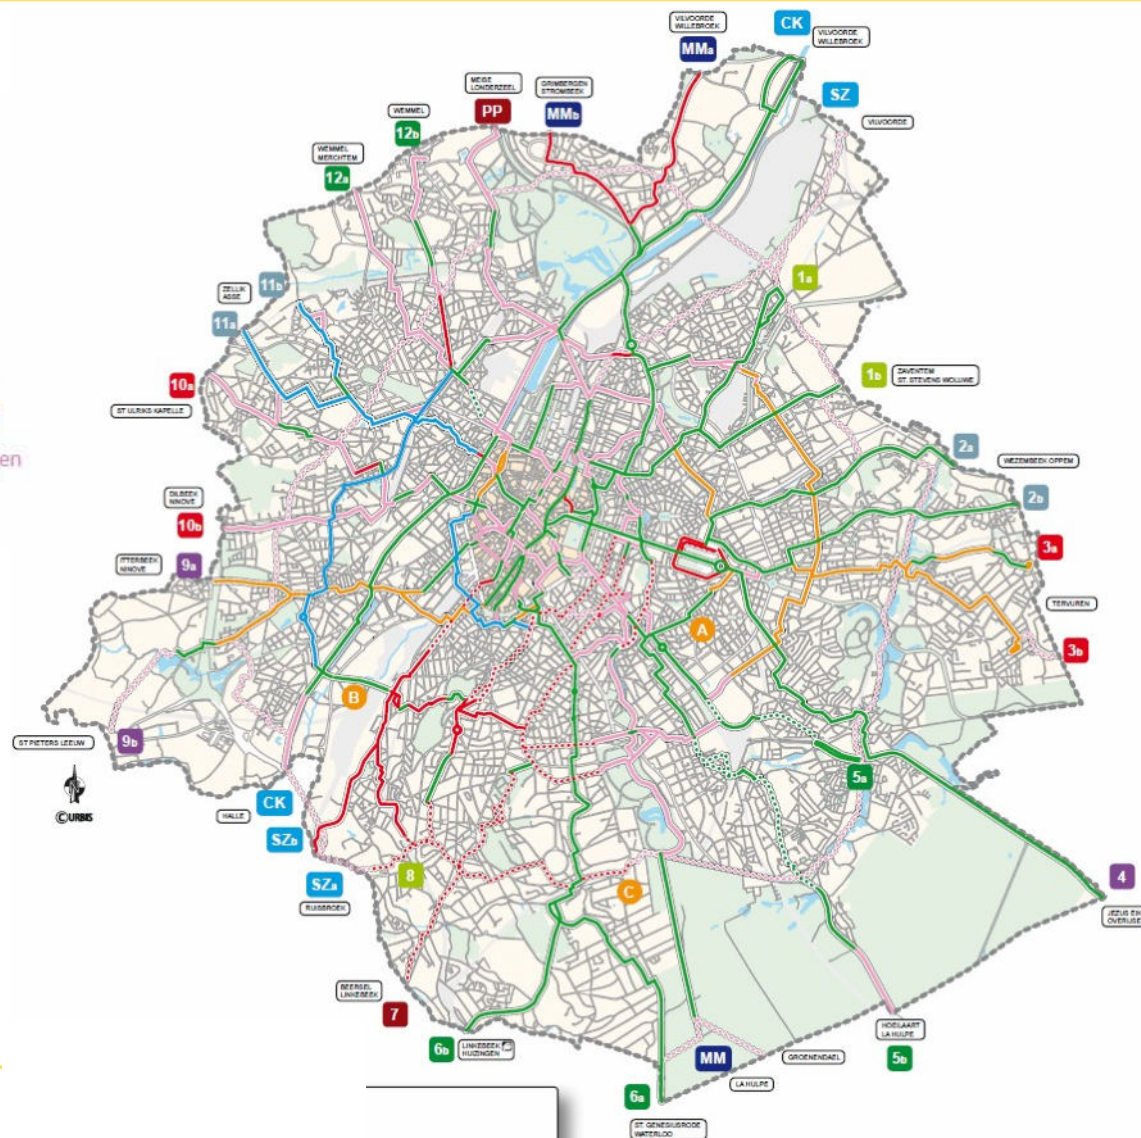 VILVOORDE
WILLEBROEK
MMa
CK
VILVOORDE
WILLEBROEK
MEISE
LONDERZEEL
PP
GRIMBERGEN
STROMBEEK
MMb
SZ
VILVOORDE
WEMMEL
12b
WEMMEL
MERCHTEM
12a
1a
ZELLIK
ASSE
11b
11a
10a
ST ULRIKS KAPELLE
1b
ZAVENTEM
ST. STEVENS WOLUWE
en
2a
WEZEMBEEK OPPEM
2b
DILBEEK
NINOVE
10b
3a
ITTERBEEK
NINOVE
9a
TERVUREN
A
3b
B
ST PIETERS LEEUW
9b
5a
© URBIS
CK
HALLE
SZb
SZa
RUISBROEK
8
C
4
JEZUS EIK
OVERIJSE
BEERSEL
LINKEBEEK
7
6b
LINKEBEEK
HUIZINGEN
HOEILAART
LA HULPE
5b
MM
GROENENDAEL
LA HULPE
6a
ST. GENESIUSRODE
WATERLOO